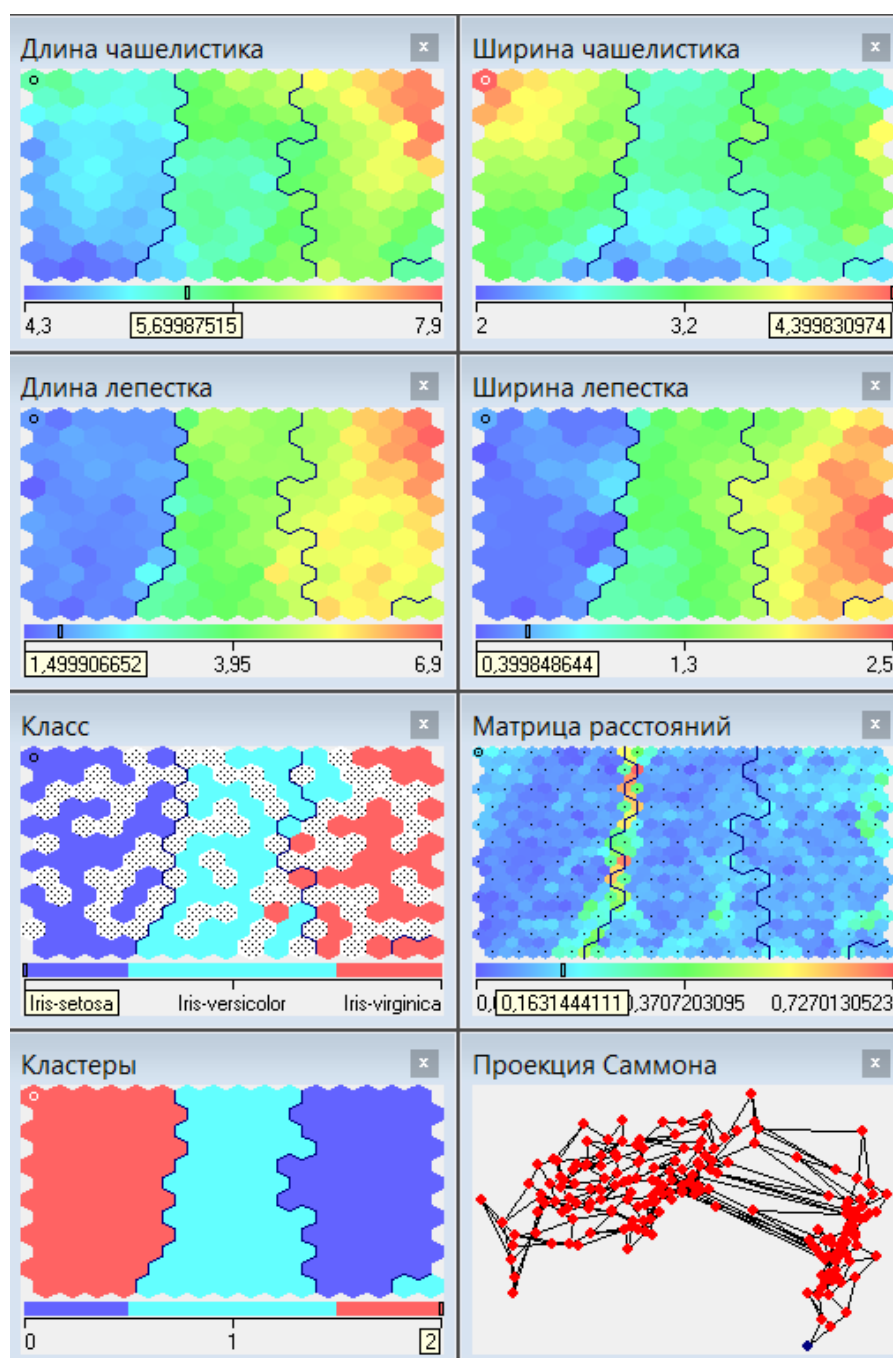 Длина чашелистика x
4,3 5,69987515 7,9
Ширина чашелистика x
2 3,2 4,399830974
Длина лепестка x
1,499906652 3,95 6,9
Ширина лепестка x
0,399848644 1,3 2,5
Класс x
Iris-setosa Iris-versicolor Iris-virginica
Матрица расстояний x
0,1631444111 3707203095 0,7270130523
Кластеры x
0 1 2
Проекция Саммона x